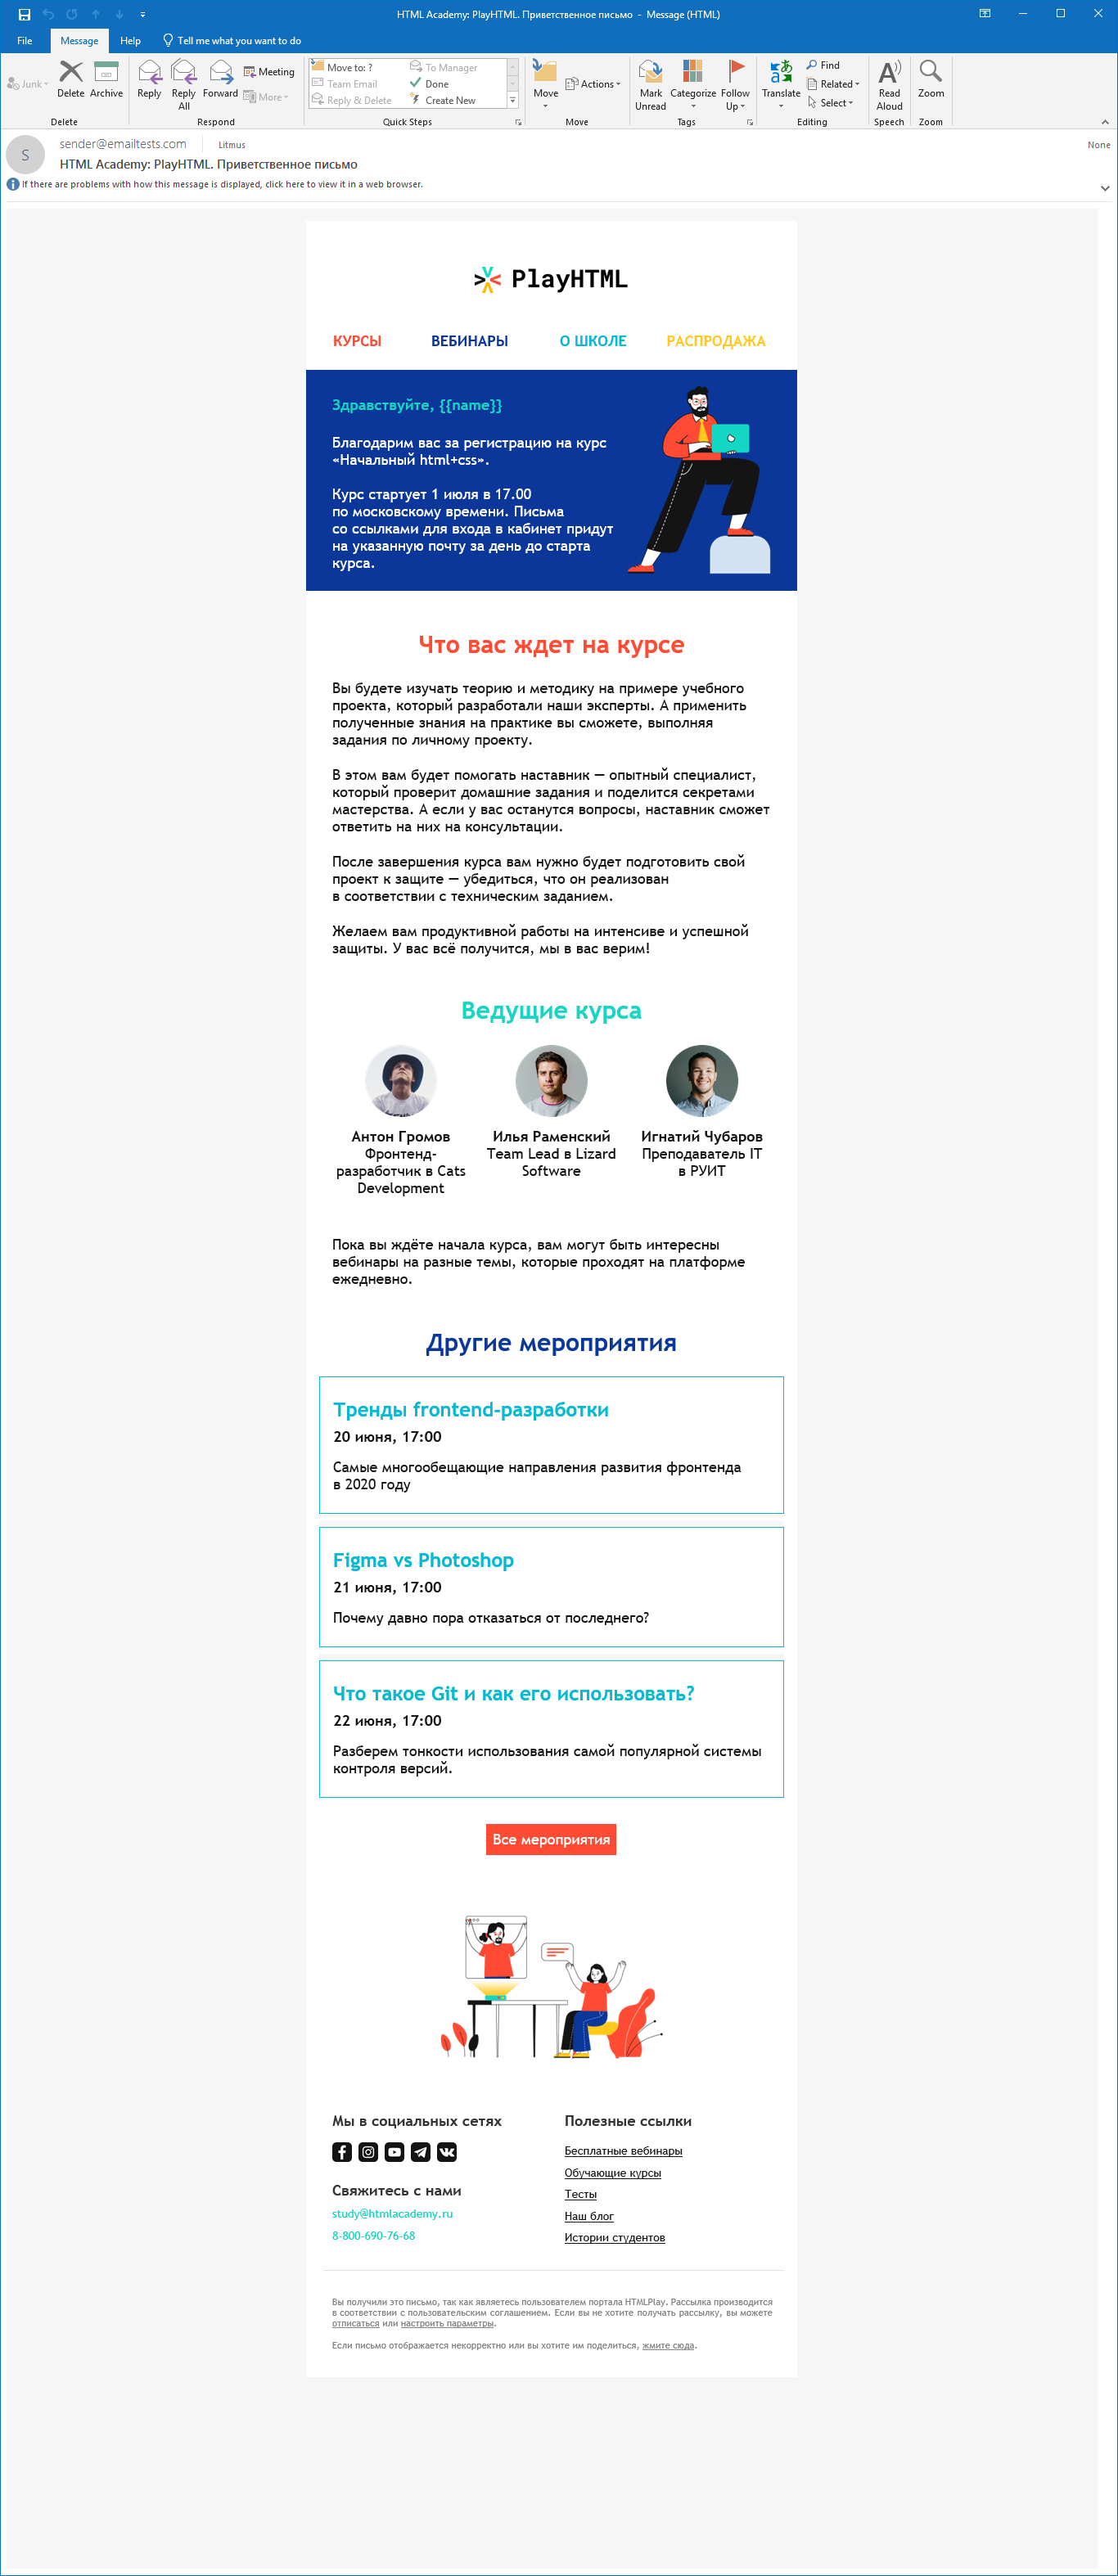 HTML Academy: PlayHTML. Приветственное письмо - Message (HTML)
File Message Help Tell me what you want to do
Junk
Delete
Archive
Delete
Reply
Reply All
Forward
Meeting
More
Respond
Move to: ?
Team Email
Reply & Delete
To Manager
Done
Create New
Quick Steps
Move
Actions
Move
Mark Unread
Categorize
Follow Up
Tags
Translate
Find
Related
Select
Editing
Read Aloud
Speech
Zoom
Zoom
S
sender@emailtests.com Litmus None
HTML Academy: PlayHTML. Приветственное письмо
If there are problems with how this message is displayed, click here to view it in a web browser.
PlayHTML
КУРСЫ ВЕБИНАРЫ О ШКОЛЕ РАСПРОДАЖА
Здравствуйте, {{name}}
Благодарим вас за регистрацию на курс
«Начальный html+css».
Курс стартует 1 июля в 17.00
по московскому времени. Письма
со ссылками для входа в кабинет придут
на указанную почту за день до старта
курса.
Что вас ждет на курсе
Вы будете изучать теорию и методику на примере учебного
проекта, который разработали наши эксперты. А применить
полученные знания на практике вы сможете, выполняя
задания по личному проекту.
В этом вам будет помогать наставник — опытный специалист,
который проверит домашние задания и поделится секретами
мастерства. А если у вас останутся вопросы, наставник сможет
ответить на них на консультации.
После завершения курса вам нужно будет подготовить свой
проект к защите — убедиться, что он реализован
в соответствии с техническим заданием.
Желаем вам продуктивной работы на интенсиве и успешной
защиты. У вас всё получится, мы в вас верим!
Ведущие курса
Антон Громов
Фронтенд-
разработчик в Cats
Development
Илья Раменский
Team Lead в Lizard
Software
Игнатий Чубаров
Преподаватель IT
в РУИТ
Пока вы ждёте начала курса, вам могут быть интересны
вебинары на разные темы, которые проходят на платформе
ежедневно.
Другие мероприятия
Тренды frontend-разработки
20 июня, 17:00
Самые многообещающие направления развития фронтенда
в 2020 году
Figma vs Photoshop
21 июня, 17:00
Почему давно пора отказаться от последнего?
Что такое Git и как его использовать?
22 июня, 17:00
Разберем тонкости использования самой популярной системы
контроля версий.
Все мероприятия
Мы в социальных сетях
Свяжитесь с нами
study@htmlacademy.ru
8-800-690-76-68
Полезные ссылки
Бесплатные вебинары
Обучающие курсы
Тесты
Наш блог
Истории студентов
Вы получили это письмо, так как являетесь пользователем портала HTMLPlay. Рассылка производится
в соответствии с пользовательским соглашением. Если вы не хотите получать рассылку, вы можете
отписаться или настроить параметры.
Если письмо отображается некорректно или вы хотите им поделиться, жмите сюда.